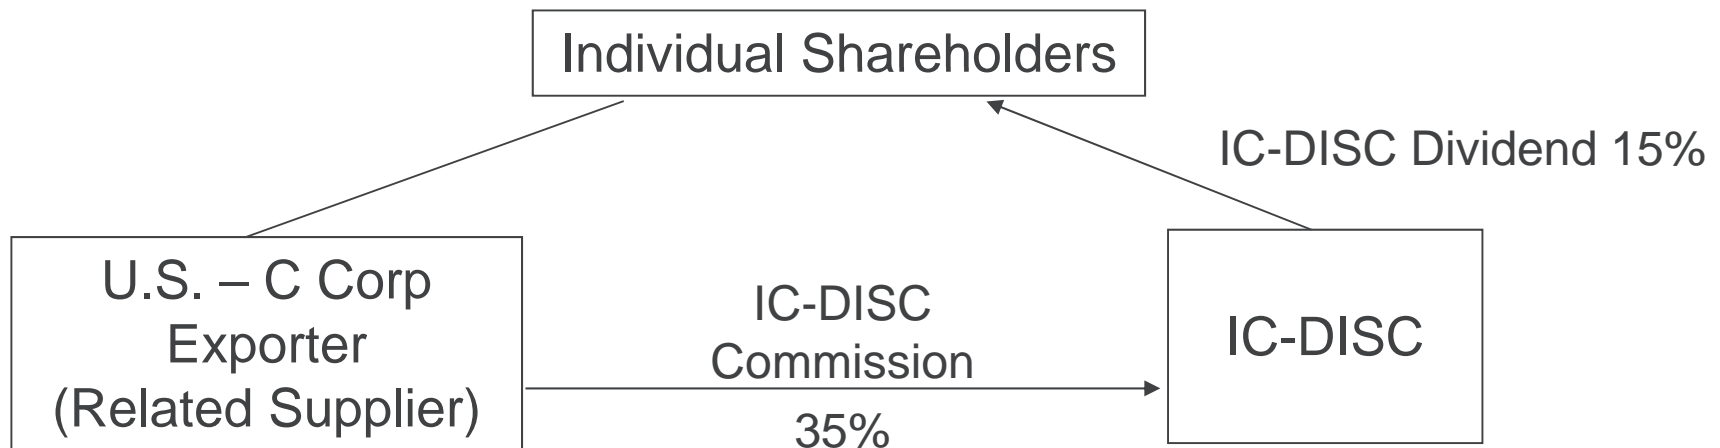 Individual Shareholders
IC-DISC Dividend 15%
U.S. – C Corp
Exporter
(Related Supplier)
IC-DISC
Commission
35%
IC-DISC